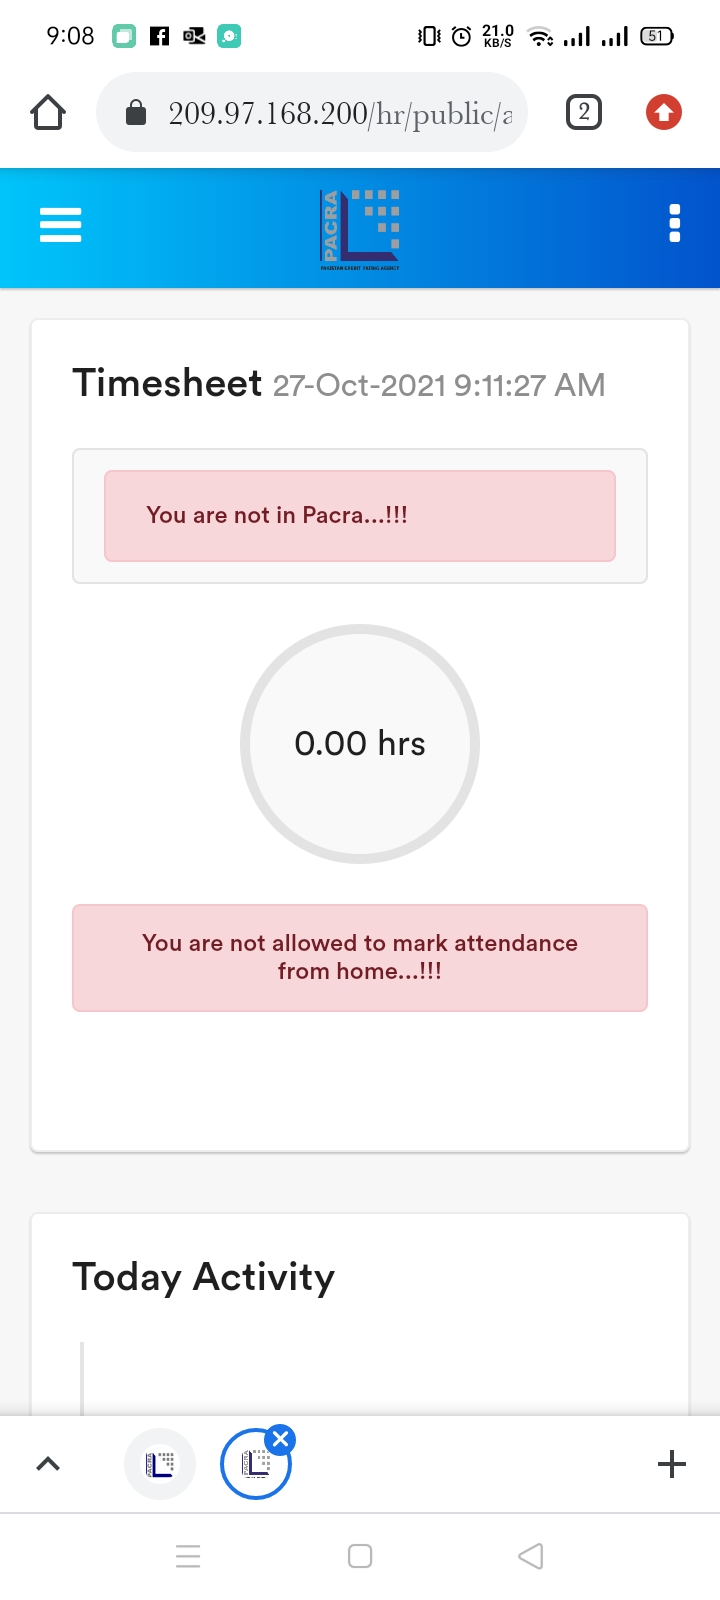 9:08
21.0
KB/S
51
209.97.168.200/hr/public/a
2
PACRA
PAKISTAN CREDIT RATING AGENCY
Timesheet 27-Oct-2021 9:11:27 AM
You are not in Pacra...!!!
0.00 hrs
You are not allowed to mark attendance
from home...!!!
Today Activity
PACRA
PACRA